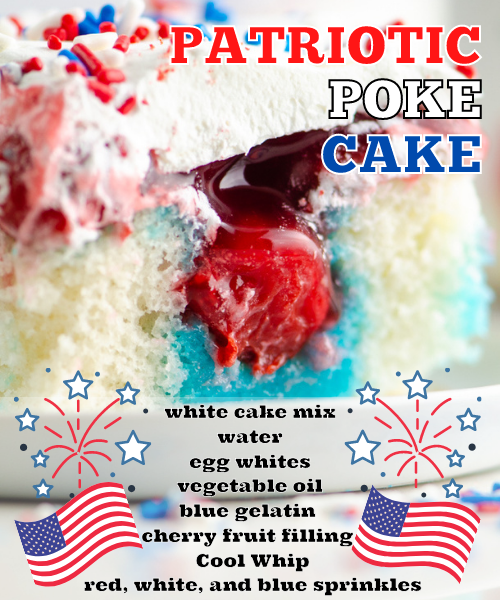 PATRIOTIC
POKE
CAKE
white cake mix
water
egg whites
vegetable oil
blue gelatin
cherry fruit filling
Cool Whip
red, white, and blue sprinkles